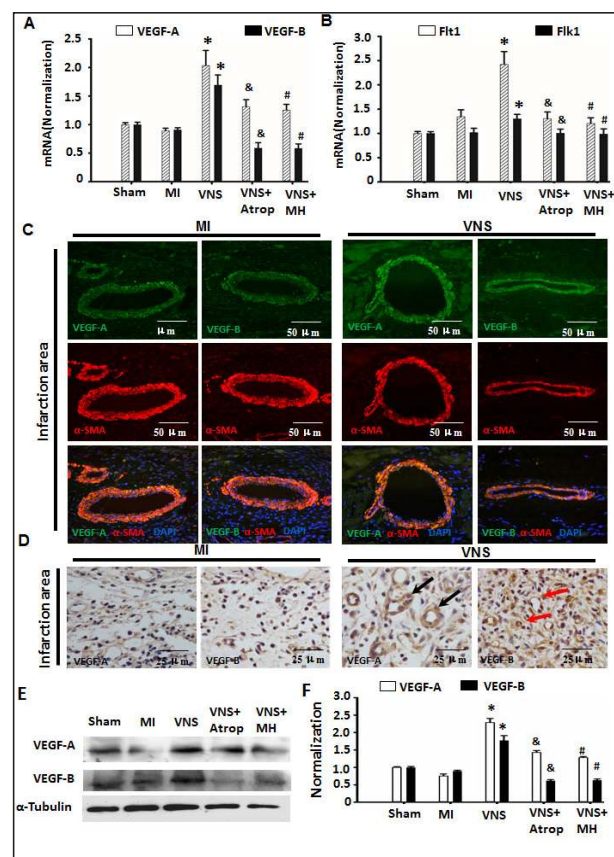 A
VEGF-A VEGF-B
mRNA(Normalization)
2.5
2.0
1.5
1.0
0.5
0
* * & & # #
Sham MI VNS VNS+ Atrop VNS+ MH
B
Flt1 Flk1
mRNA(Normalization)
3.0
2.5
2.0
1.5
1.0
0.5
0
* * & & # #
Sham MI VNS VNS+ Atrop VNS+ MH
C
MI VNS
Infarction area
VEGF-A μm VEGF-B 50 μm VEGF-A 50 μm VEGF-B 50 μm
α-SMA 50 μm α-SMA 50 μm α-SMA 50 μm α-SMA 50 μm
VEGF-A α-SMA DAPI VEGF-B α-SMA DAPI VEGF-A α-SMA DAPI VEGF-B α-SMA DAPI
D
MI VNS
Infarction area
VEGF-A 25 μm VEGF-B 25 μm VEGF-A 25 μm VEGF-B 25 μm
E
Sham MI VNS VNS+ Atrop VNS+ MH
VEGF-A
VEGF-B
α-Tubulin
F
VEGF-A VEGF-B
Normalization
3.0
2.5
2.0
1.5
1.0
0.5
0
* * & & # #
Sham MI VNS VNS+ Atrop VNS+ MH